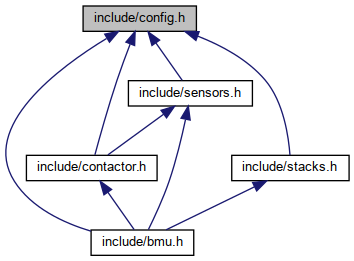 include/config.h
include/sensors.h
include/contactor.h
include/stacks.h
include/bmu.h